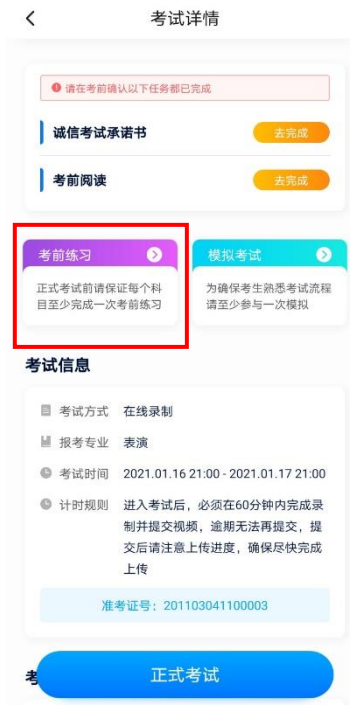 考试详情
请在考前确认以下任务都已完成
诚信考试承诺书
去完成
考前阅读
去完成
考前练习
正式考试前请保证每个科
目至少完成一次考前练习
模拟考试
为确保考生熟悉考试流程
请至少参与一次模拟
考试信息
考试方式 在线录制
报考专业 表演
考试时间 2021.01.16 21:00 - 2021.01.17 21:00
计时规则 进入考试后，必须在60分钟内完成录
制并提交视频，逾期无法再提交，提
交后请注意上传进度，确保尽快完成
上传
准考证号：201103041100003
正式考试